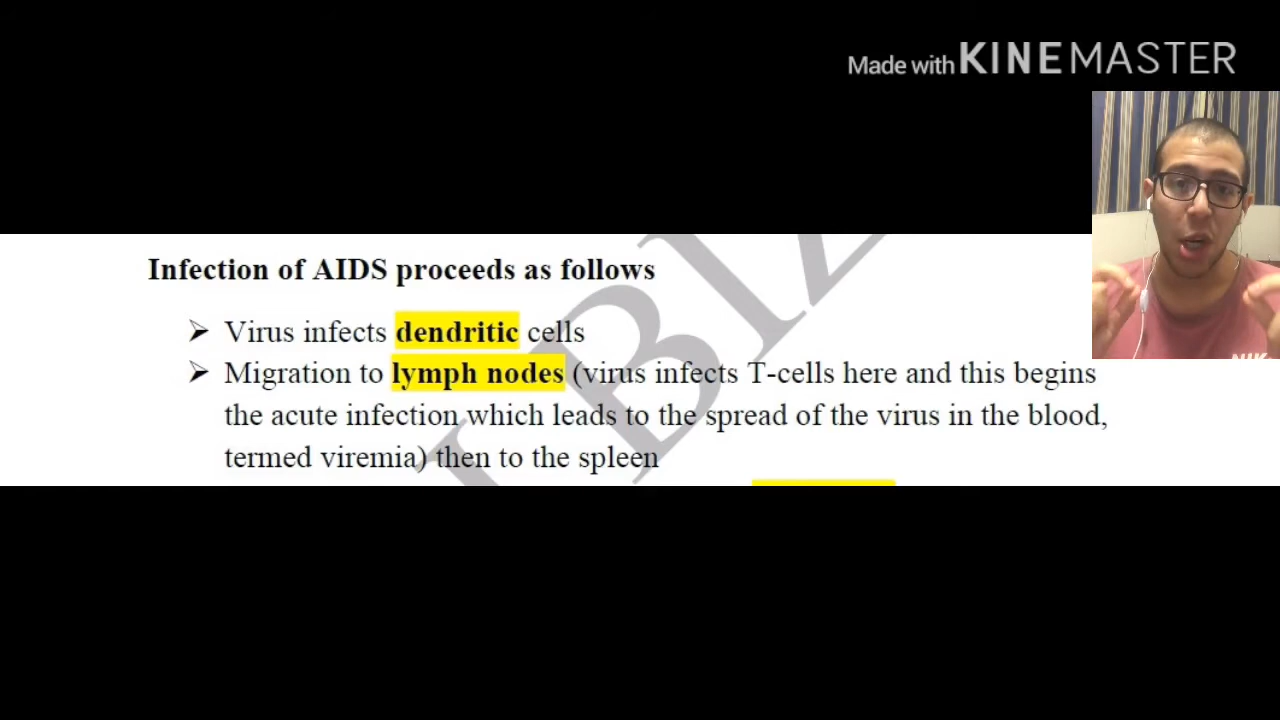 Made with KINEMASTER
Infection of AIDS proceeds as follows
➢ Virus infects dendritic cells
➢ Migration to lymph nodes (virus infects T-cells here and this begins
the acute infection which leads to the spread of the virus in the blood,
termed viremia) then to the spleen